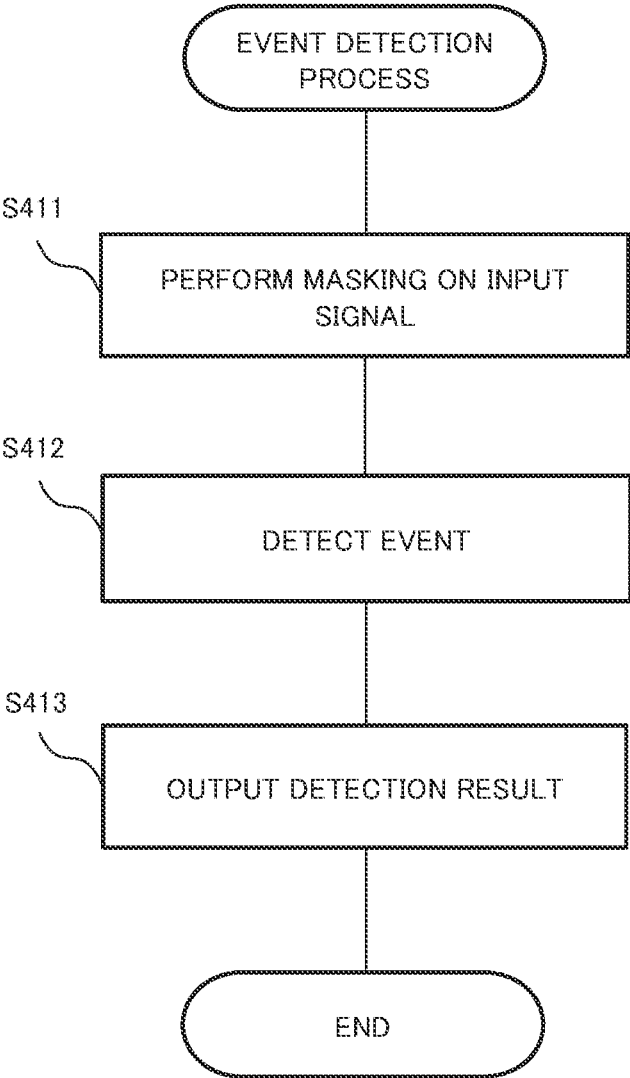 EVENT DETECTION
PROCESS
S411
PERFORM MASKING ON INPUT
SIGNAL
S412
DETECT EVENT
S413
OUTPUT DETECTION RESULT
END